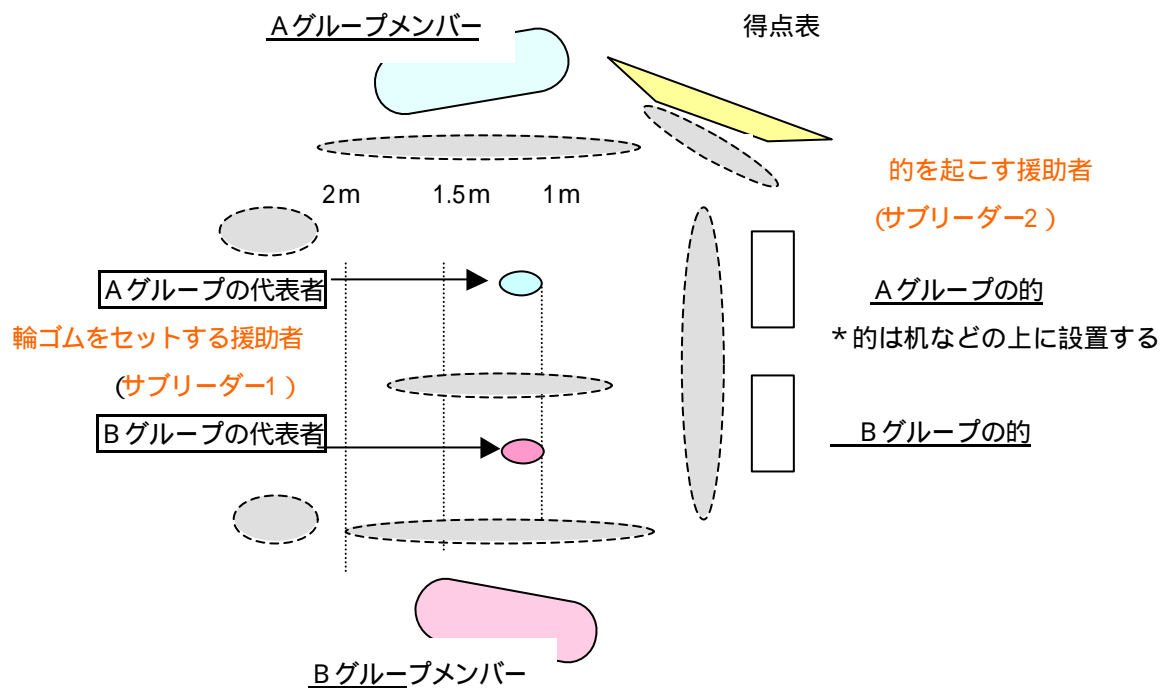 Aグループメンバー
得点表
的を起こす援助者
(サブリーダー2)
2m 1.5m 1m
Aグループの代表者
Aグループの的
輪ゴムをセットする援助者
*的は机などの上に設置する
(サブリーダー1)
Bグループの代表者
Bグループの的
Bグループメンバー